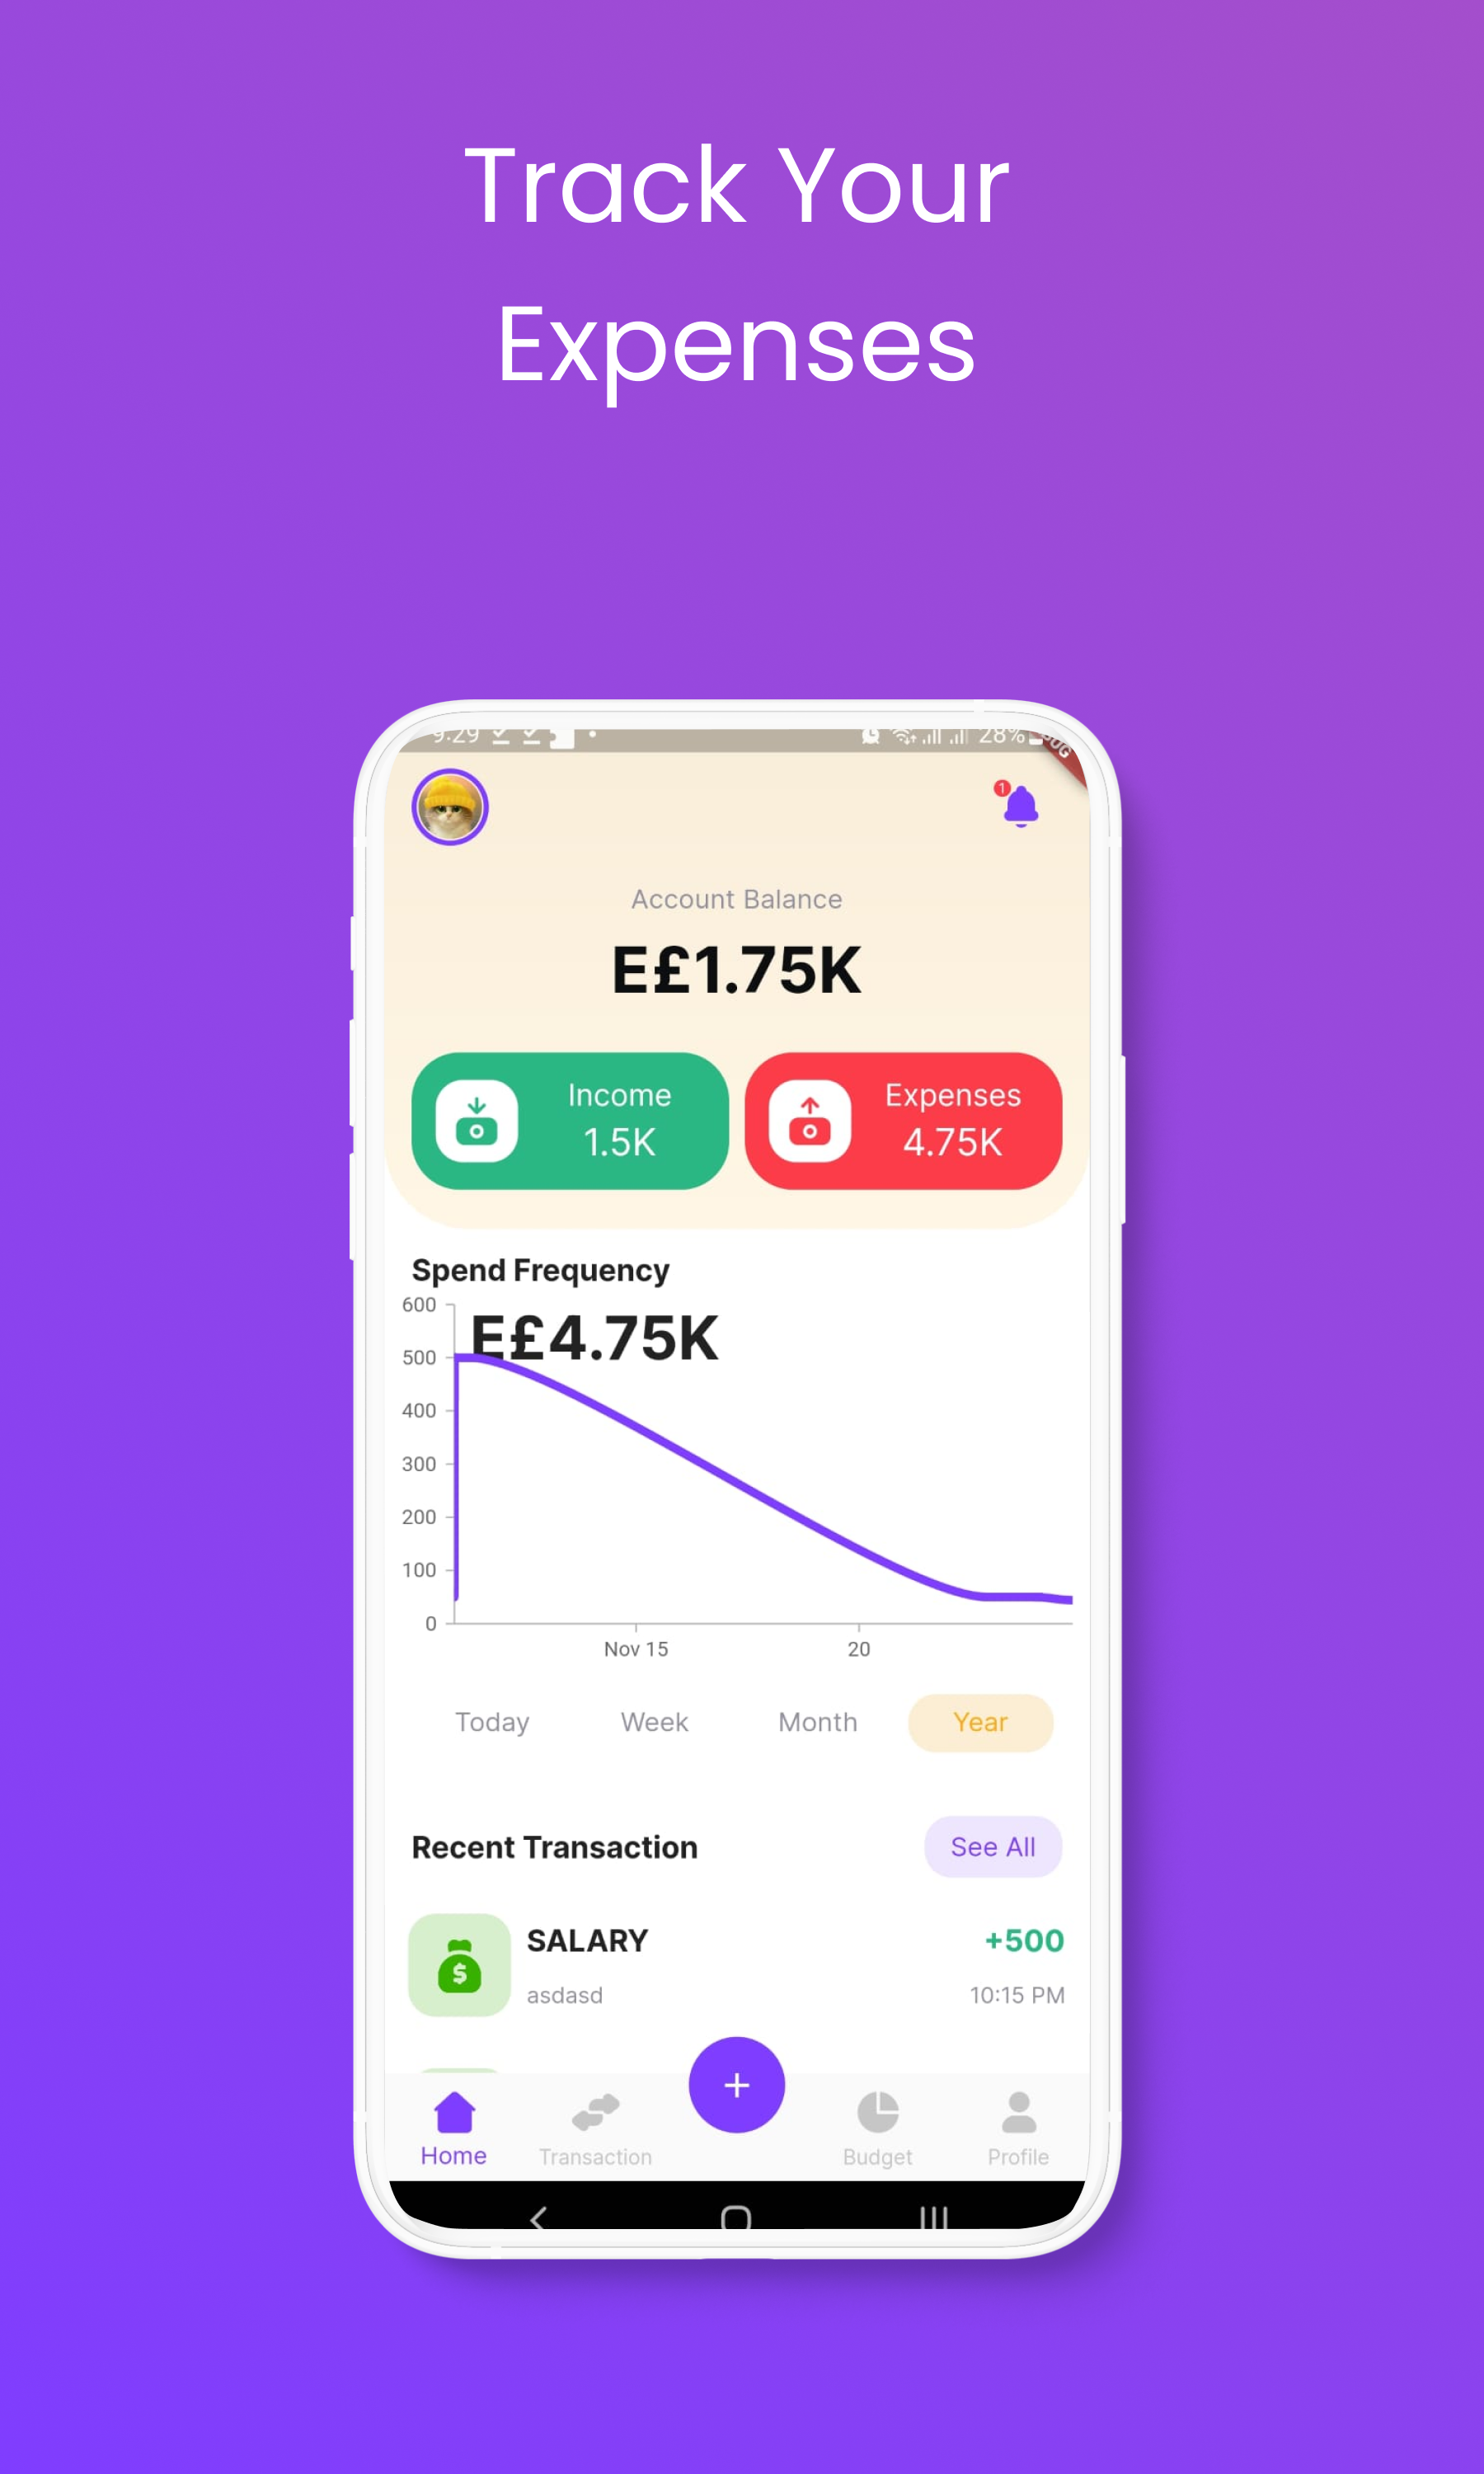 Track Your
Expenses
9:29
28%
1
Account Balance
E£1.75K
Income
1.5K
Expenses
4.75K
Spend Frequency
E£4.75K
600
500
400
300
200
100
0
Nov 15
20
Today
Week
Month
Year
Recent Transaction
See All
SALARY
+500
asdasd
10:15 PM
Home
Transaction
Budget
Profile